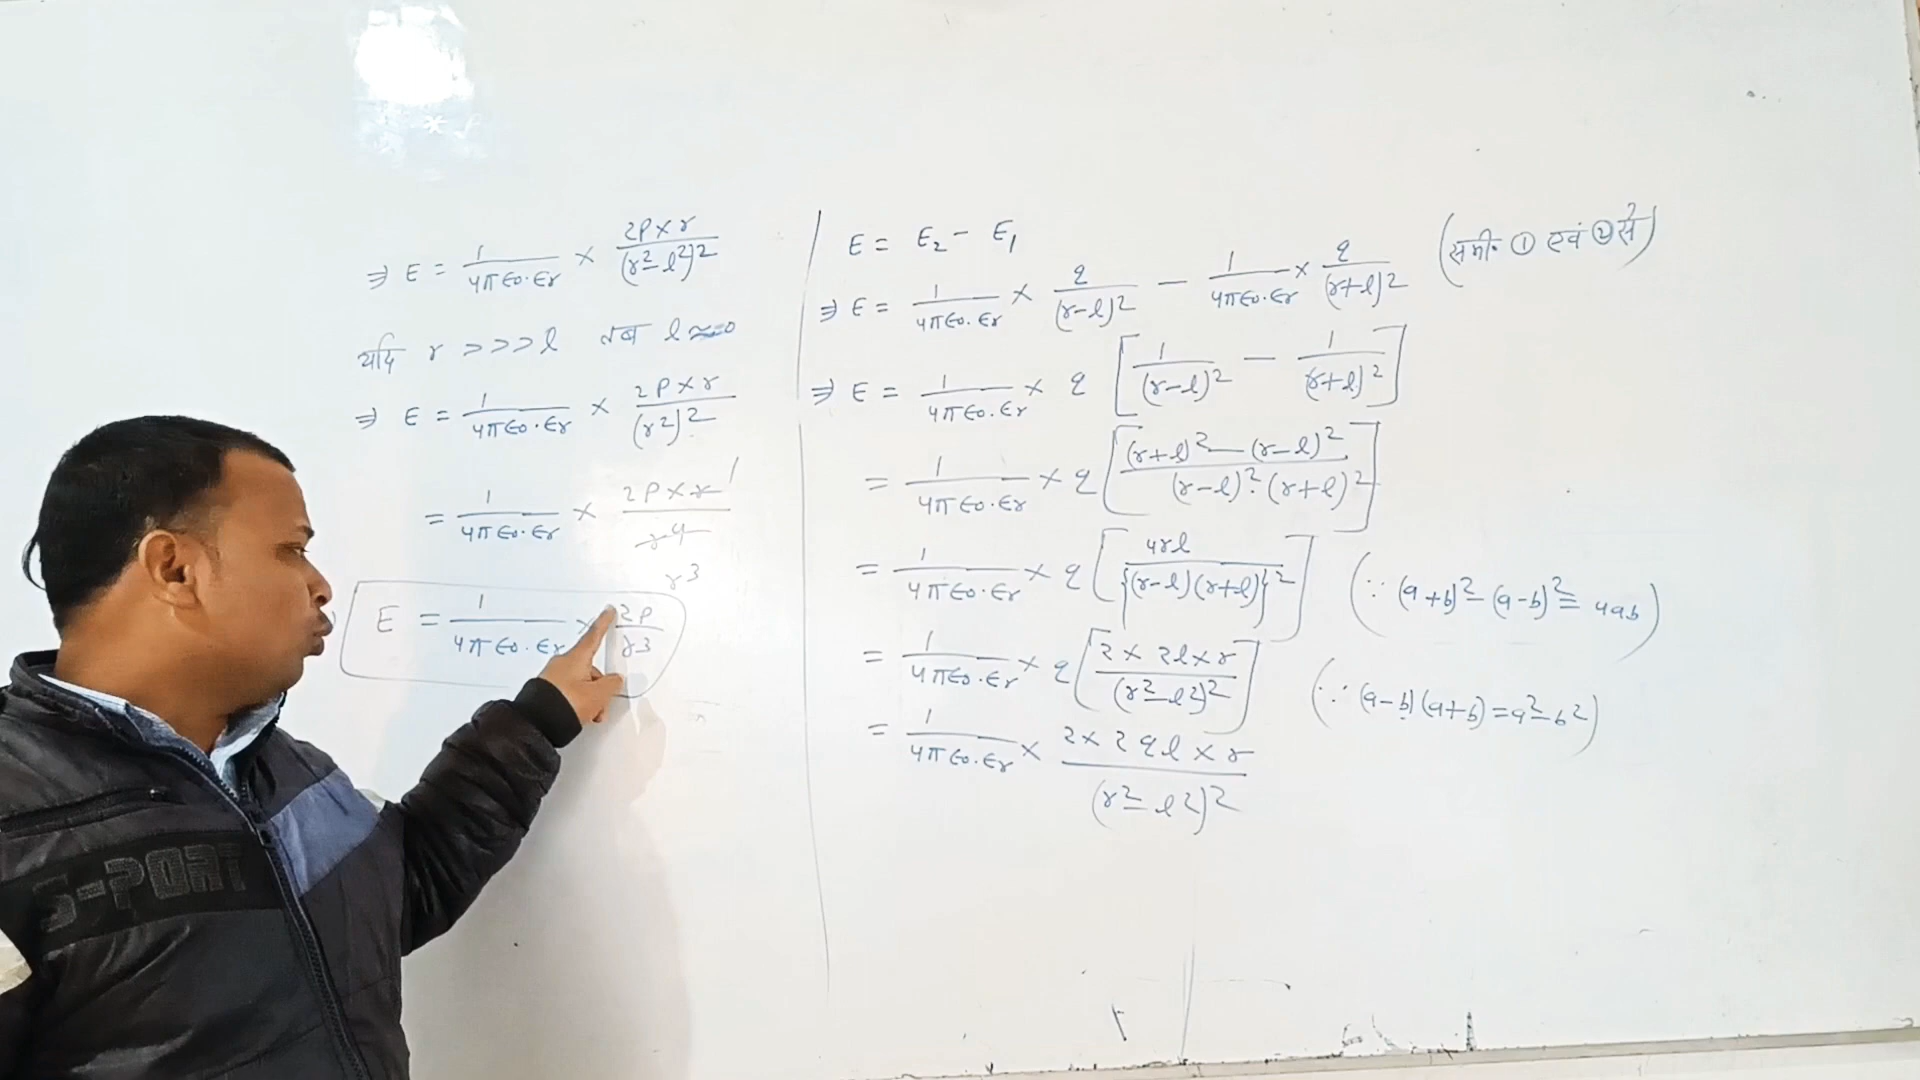 E = E₂ - E₁
⇒ E = 1/(4πϵ₀.ϵr) × q/(r-l)² - 1/(4πϵ₀.ϵr) × q/(r+l)² (समी॰ ① एवं ② से)
⇒ E = 1/(4πϵ₀.ϵr) × q [1/(r-l)² - 1/(r+l)²]
= 1/(4πϵ₀.ϵr) × q [((r+l)² - (r-l)²)/((r-l)².(r+l)²)]
= 1/(4πϵ₀.ϵr) × q [4rl/{(r-l)(r+l)}²] (∵ (a+b)² - (a-b)² = 4ab)
= 1/(4πϵ₀.ϵr) × q [2×2l×r/(r²-l²)²] (∵ (a-b)(a+b) = a²-b²)
= 1/(4πϵ₀.ϵr) × 2×2ql×r/(r²-l²)²
⇒ E = 1/(4πϵ₀.ϵr) × 2P×r/(r²-l²)²
यदि r >>> l तब l ≈ 0
⇒ E = 1/(4πϵ₀.ϵr) × 2P×r/(r²)²
= 1/(4πϵ₀.ϵr) × 2P×r 1/r⁴
r³
E = 1/(4πϵ₀.ϵr) × 2P/r³
S-PORT